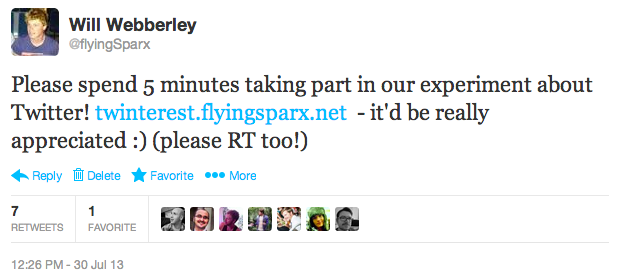 Will Webberley
@flyingSparx
Please spend 5 minutes taking part in our experiment about
Twitter! twinterest.flyingsparx.net - it'd be really
appreciated :) (please RT too!)
Reply Delete Favorite More
7 1
RETWEETS FAVORITE
12:26 PM - 30 Jul 13